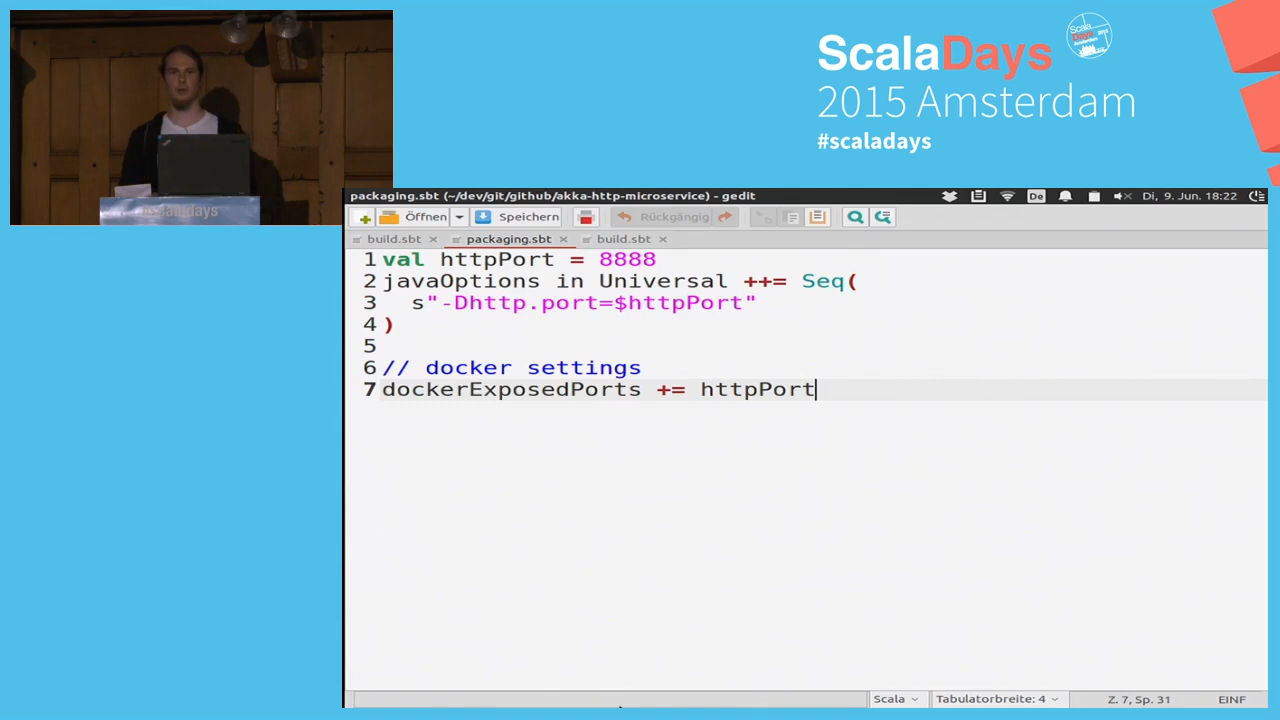 ScalaDays
2015 Amsterdam
#scaladays
#scaladays
packaging.sbt (~/dev/git/github/akka-http-microservice) - gedit
De
Di, 9. Jun. 18:22
Öffnen
Speichern
Rückgängig
build.sbt
packaging.sbt
build.sbt
1 val httpPort = 8888
2 javaOptions in Universal ++= Seq(
3 s"-Dhttp.port=$httpPort"
4 )
5
6 // docker settings
7 dockerExposedPorts += httpPort
Scala
Tabulatorbreite: 4
Z. 7, Sp. 31
EINF